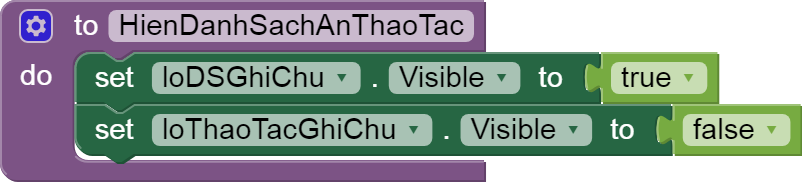 to HienDanhSachAnThaoTac
do set loDSGhiChu . Visible to true
set loThaoTacGhiChu . Visible to false